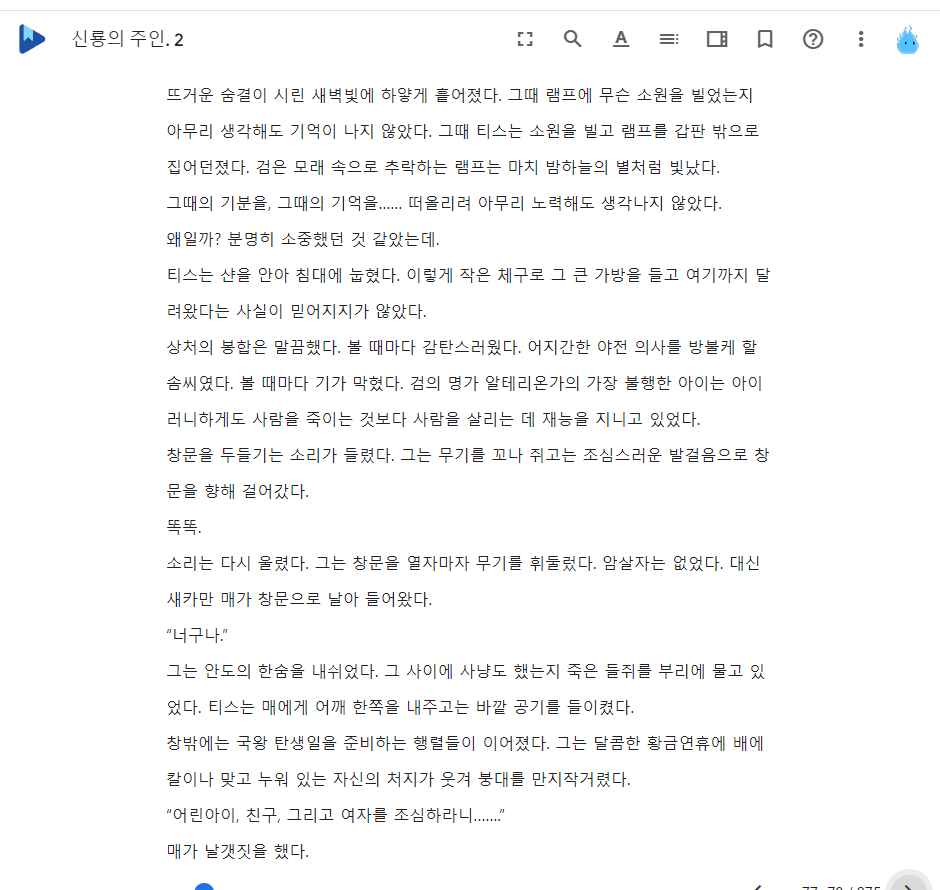 신룡의 주인. 2
뜨거운 숨결이 시린 새벽빛에 하얗게 흩어졌다. 그때 램프에 무슨 소원을 빌었는지
아무리 생각해도 기억이 나지 않았다. 그때 티스는 소원을 빌고 램프를 갑판 밖으로
집어던졌다. 검은 모래 속으로 추락하는 램프는 마치 밤하늘의 별처럼 빛났다.
그때의 기분을, 그때의 기억을…… 떠올리려 아무리 노력해도 생각나지 않았다.
왜일까? 분명히 소중했던 것 같았는데.
티스는 샨을 안아 침대에 눕혔다. 이렇게 작은 체구로 그 큰 가방을 들고 여기까지 달
려왔다는 사실이 믿어지지가 않았다.
상처의 봉합은 말끔했다. 볼 때마다 감탄스러웠다. 어지간한 야전 의사를 방불케 할
솜씨였다. 볼 때마다 기가 막혔다. 검의 명가 알테리온가의 가장 불행한 아이는 아이
러니하게도 사람을 죽이는 것보다 사람을 살리는 데 재능을 지니고 있었다.
창문을 두들기는 소리가 들렸다. 그는 무기를 꼬나 쥐고는 조심스러운 발걸음으로 창
문을 향해 걸어갔다.
똑똑.
소리는 다시 울렸다. 그는 창문을 열자마자 무기를 휘둘렀다. 암살자는 없었다. 대신
새카만 매가 창문으로 날아 들어왔다.
“너구나.”
그는 안도의 한숨을 내쉬었다. 그 사이에 사냥도 했는지 죽은 들쥐를 부리에 물고 있
었다. 티스는 매에게 어깨 한쪽을 내주고는 바깥 공기를 들이켰다.
창밖에는 국왕 탄생일을 준비하는 행렬들이 이어졌다. 그는 달콤한 황금연휴에 배에
칼이나 맞고 누워 있는 자신의 처지가 웃겨 붕대를 만지작거렸다.
“어린아이, 친구, 그리고 여자를 조심하라니…….”
매가 날갯짓을 했다.